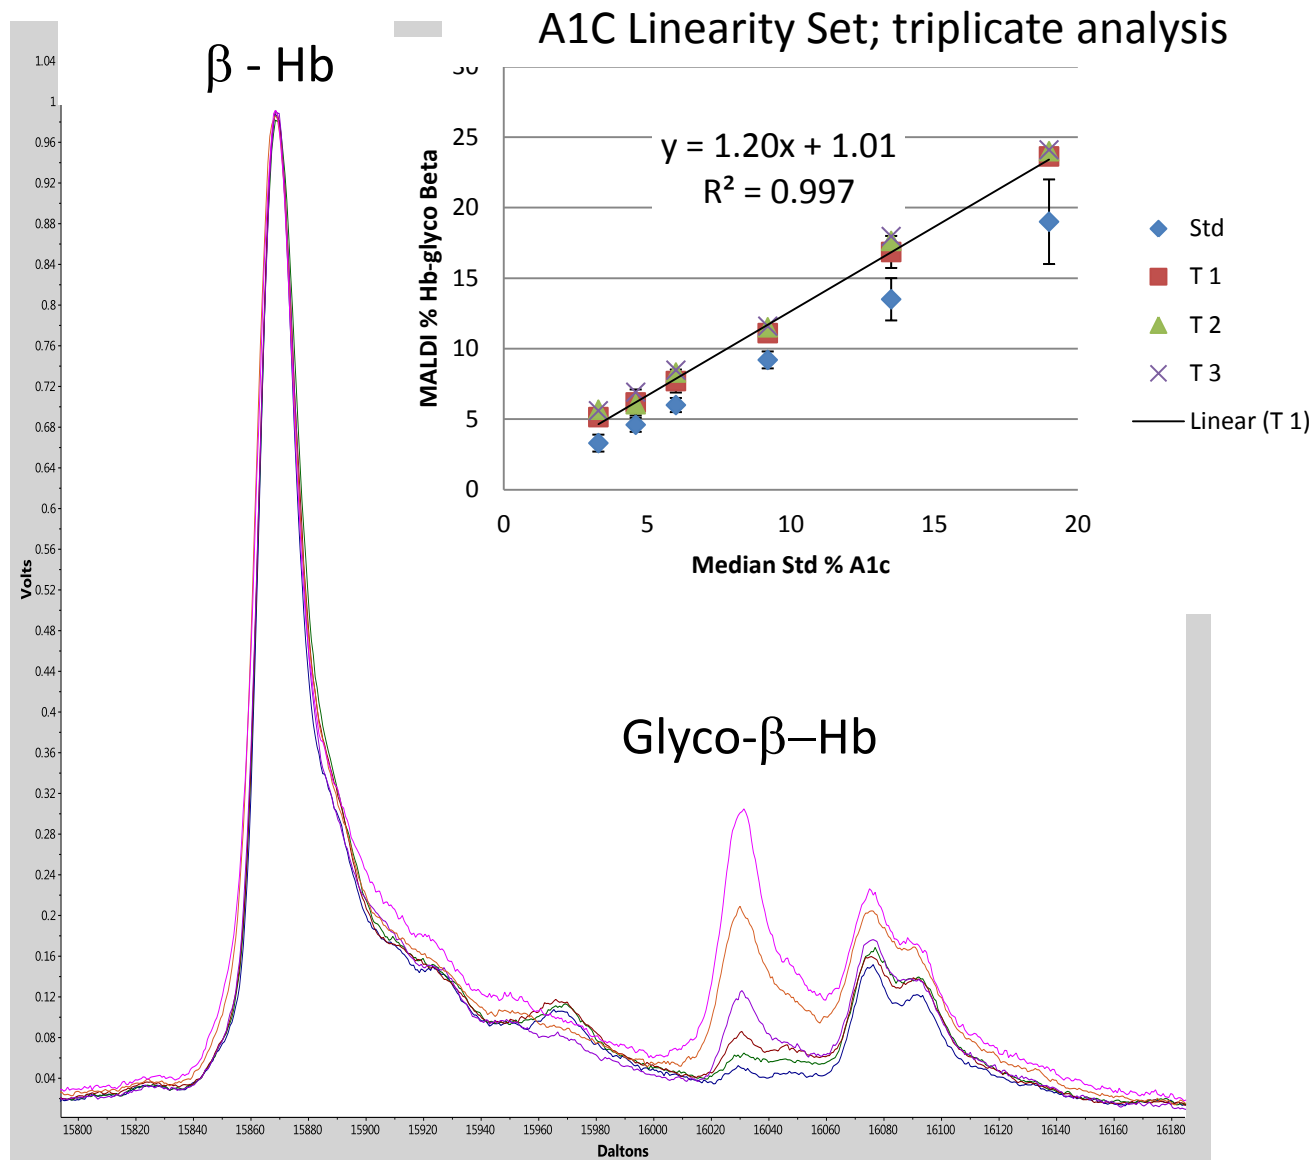 A1C Linearity Set; triplicate analysis
β - Hb
30
25
20
15
10
5
0
MALDI % Hb-glyco Beta
y = 1.20x + 1.01
R² = 0.997
0 5 10 15 20
Median Std % A1c
Std
T 1
T 2
T 3
Linear (T 1)
Glyco-β–Hb
1.04
1
0.96
0.92
0.88
0.84
0.8
0.76
0.72
0.68
0.64
0.6
0.56
0.52
0.48
0.44
0.4
0.36
0.32
0.28
0.24
0.2
0.16
0.12
0.08
0.04
Volts
15800 15820 15840 15860 15880 15900 15920 15940 15960 15980 16000 16020 16040 16060 16080 16100 16120 16140 16160 16180
Daltons